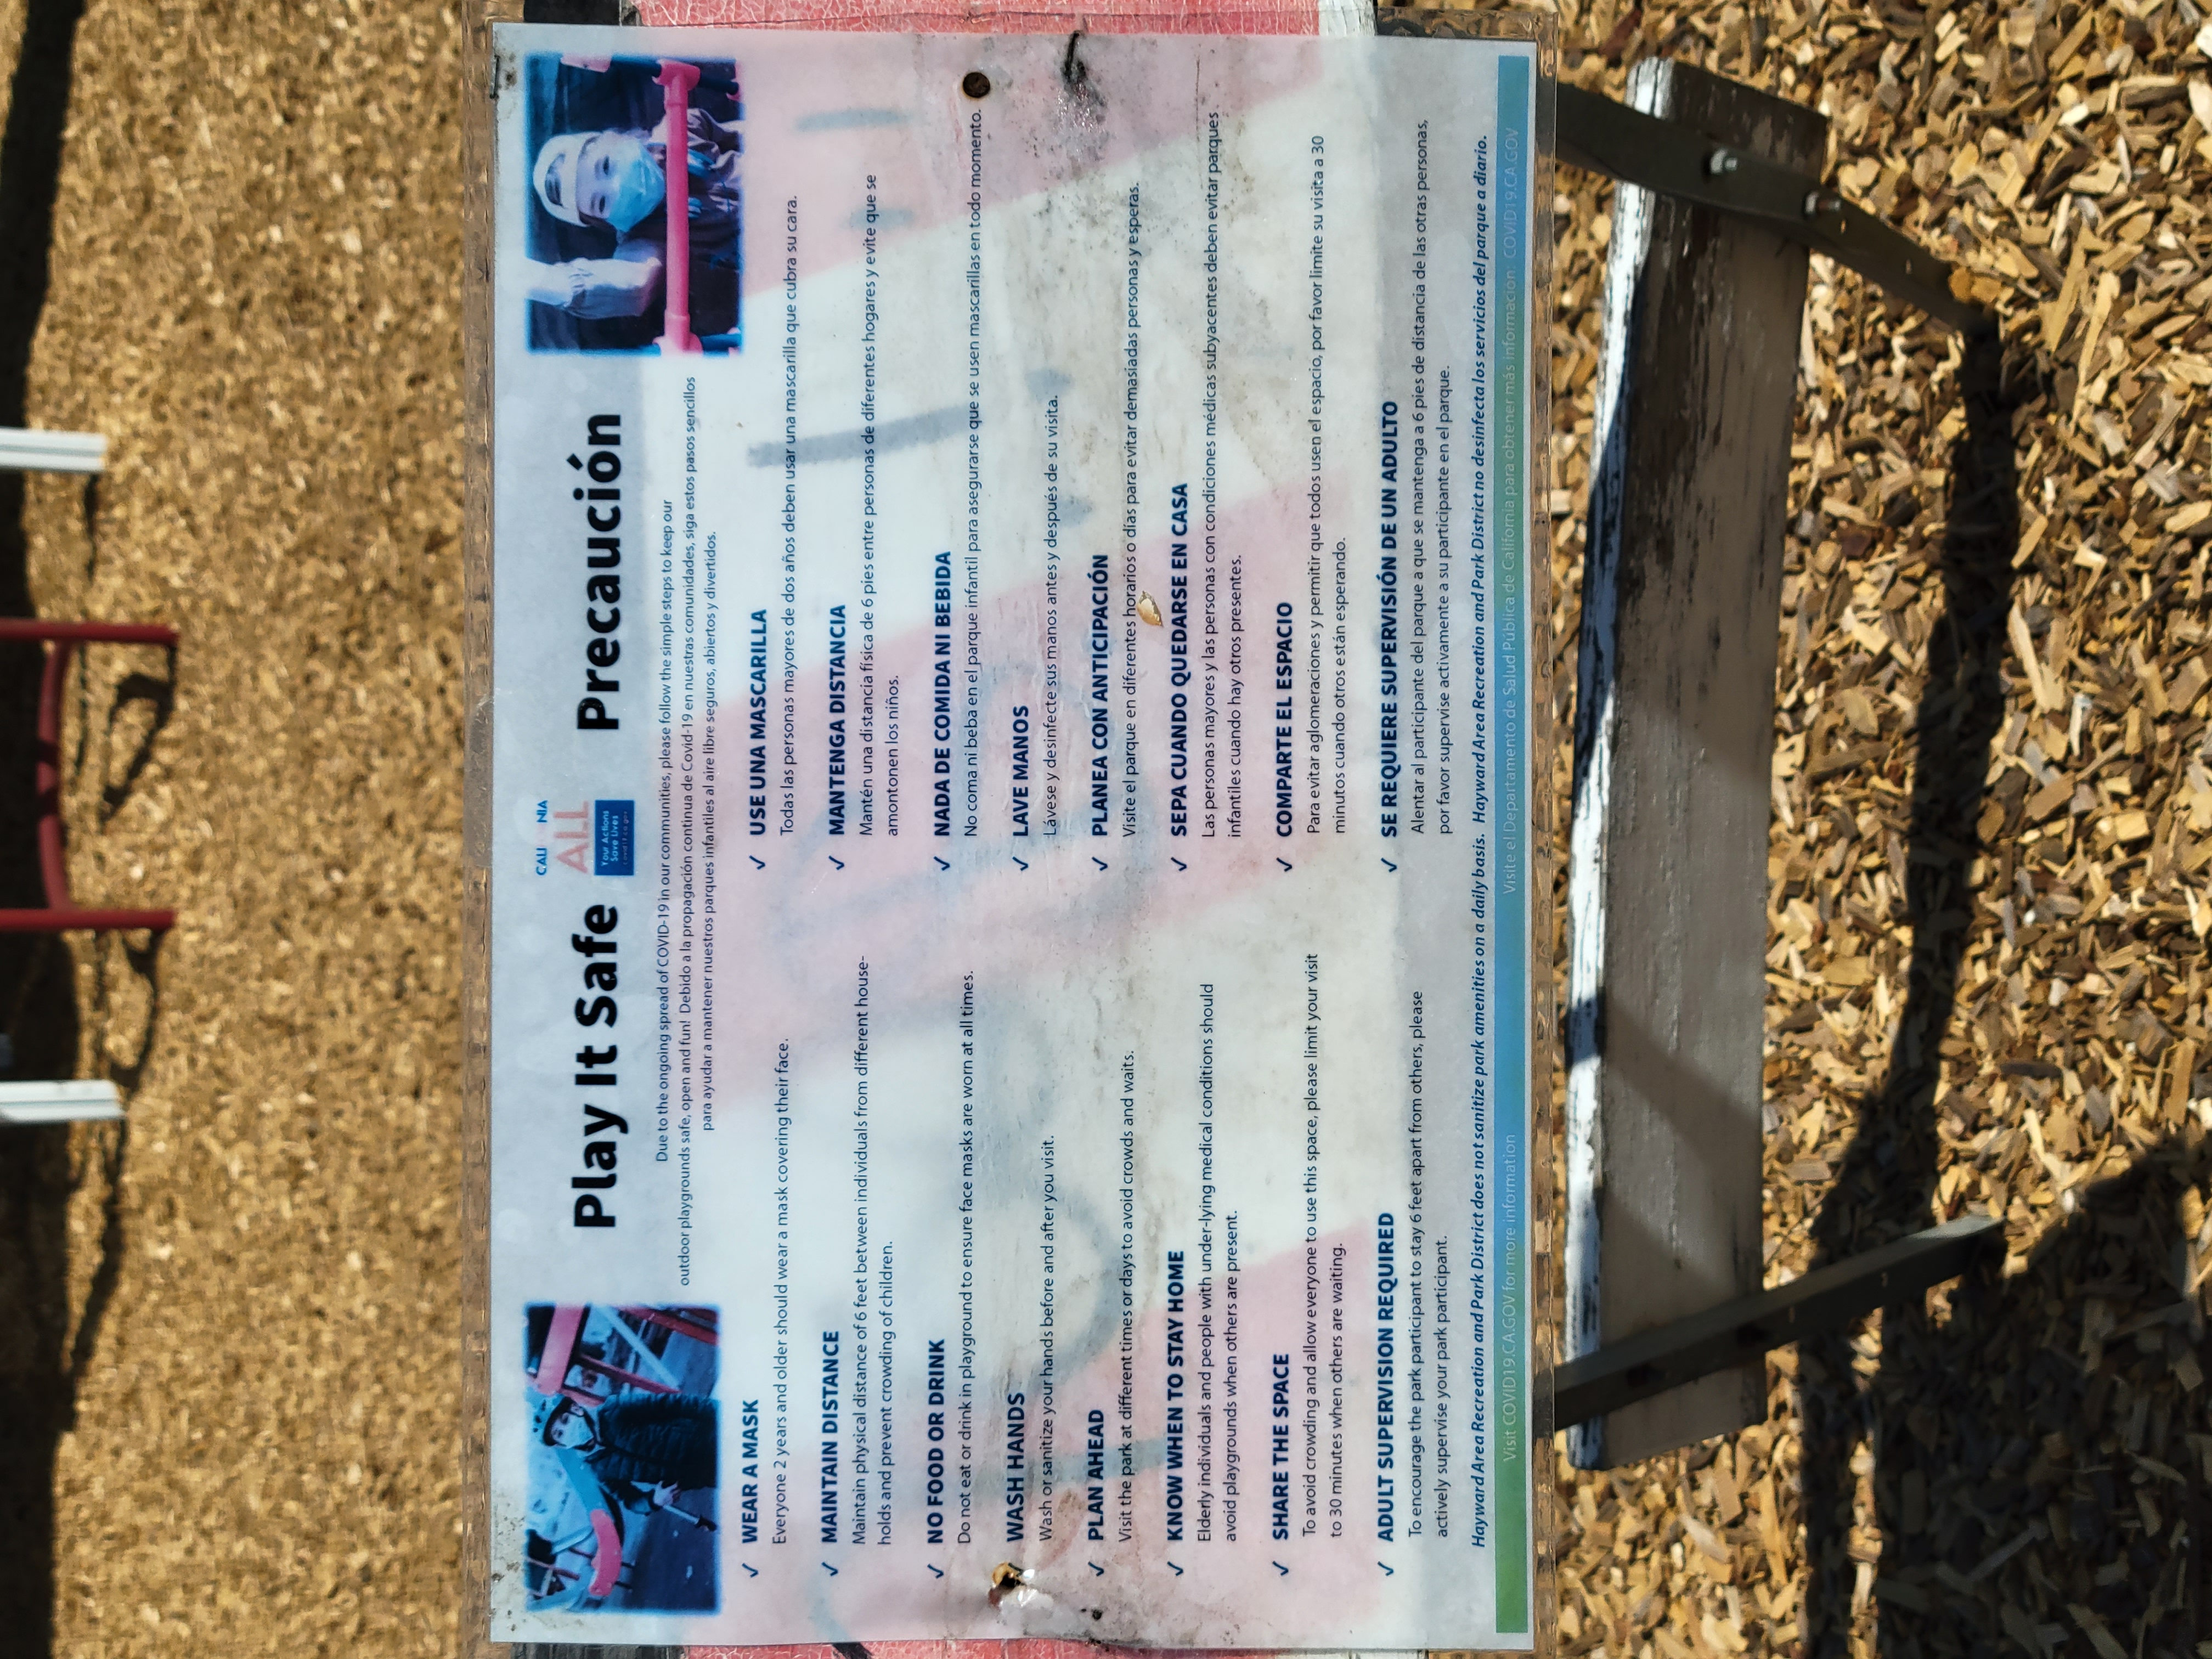 Play It Safe
CALI NIA
ALL
Your Actions
Save Lives
covid19.ca.gov
Precaución
Due to the ongoing spread of COVID-19 in our communities, please follow the simple steps to keep our
outdoor playgrounds safe, open and fun! Debido a la propagación continua de Covid-19 en nuestras comunidades, siga estos pasos sencillos
para ayudar a mantener nuestros parques infantiles al aire libre seguros, abiertos y divertidos.
✓ WEAR A MASK
Everyone 2 years and older should wear a mask covering their face.
✓ MAINTAIN DISTANCE
Maintain physical distance of 6 feet between individuals from different house-
holds and prevent crowding of children.
✓ NO FOOD OR DRINK
Do not eat or drink in playground to ensure face masks are worn at all times.
✓ WASH HANDS
Wash or sanitize your hands before and after you visit.
✓ PLAN AHEAD
Visit the park at different times or days to avoid crowds and waits.
✓ KNOW WHEN TO STAY HOME
Elderly individuals and people with under-lying medical conditions should
avoid playgrounds when others are present.
✓ SHARE THE SPACE
To avoid crowding and allow everyone to use this space, please limit your visit
to 30 minutes when others are waiting.
✓ ADULT SUPERVISION REQUIRED
To encourage the park participant to stay 6 feet apart from others, please
actively supervise your park participant.
✓ USE UNA MASCARILLA
Todas las personas mayores de dos años deben usar una mascarilla que cubra su cara.
✓ MANTENGA DISTANCIA
Mantén una distancia física de 6 pies entre personas de diferentes hogares y evite que se
amontonen los niños.
✓ NADA DE COMIDA NI BEBIDA
No coma ni beba en el parque infantil para asegurarse que se usen mascarillas en todo momento.
✓ LAVE MANOS
Lávese y desinfecte sus manos antes y después de su visita.
✓ PLANEA CON ANTICIPACIÓN
Visite el parque en diferentes horarios o días para evitar demasiadas personas y esperas.
✓ SEPA CUANDO QUEDARSE EN CASA
Las personas mayores y las personas con condiciones médicas subyacentes deben evitar parques
infantiles cuando hay otros presentes.
✓ COMPARTE EL ESPACIO
Para evitar aglomeraciones y permitir que todos usen el espacio, por favor limite su visita a 30
minutos cuando otros están esperando.
✓ SE REQUIERE SUPERVISIÓN DE UN ADULTO
Alentar al participante del parque a que se mantenga a 6 pies de distancia de las otras personas,
por favor supervise activamente a su participante en el parque.
Hayward Area Recreation and Park District does not sanitize park amenities on a daily basis. Hayward Area Recreation and Park District no desinfecta los servicios del parque a diario.
Visit COVID19.CA.GOV for more information
Visite el Departamento de Salud Pública de California para obtener más información: COVID19.CA.GOV